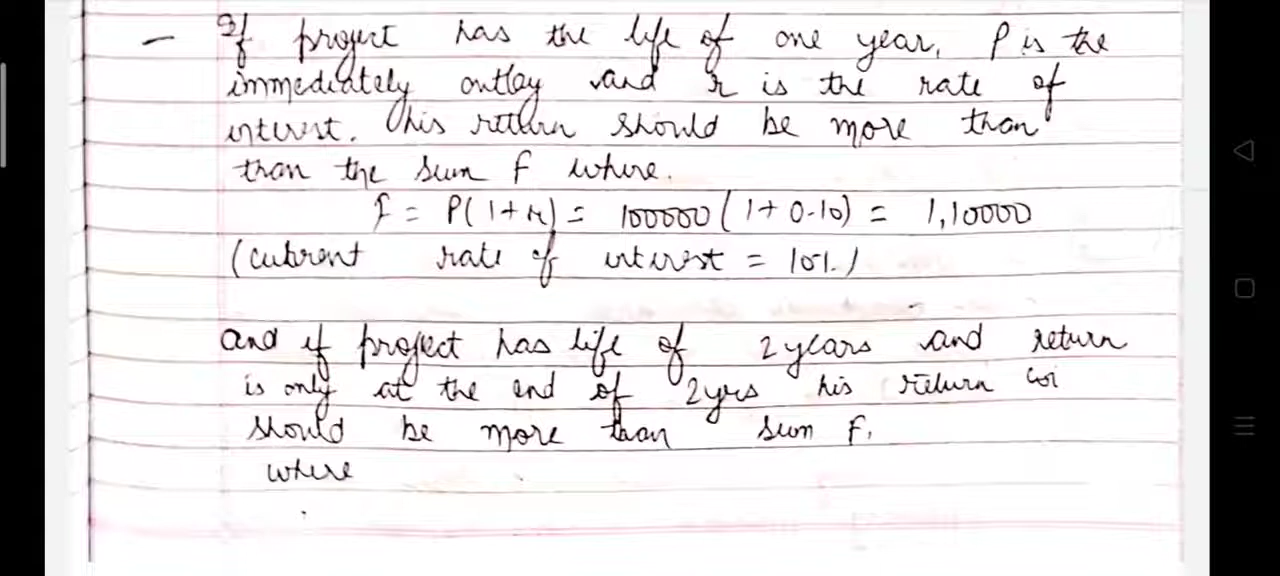 — If project has the life of one year, P is the
immediately outlay and r is the rate of
interest. This return should be more than
than the sum F where.
F = P(1+r) = 100000 (1+ 0.10) = 1,10000
(current rate of interest = 10%)
and if project has life of 2 years and return
is only at the end of 2yrs his return
should be more than sum F.
where